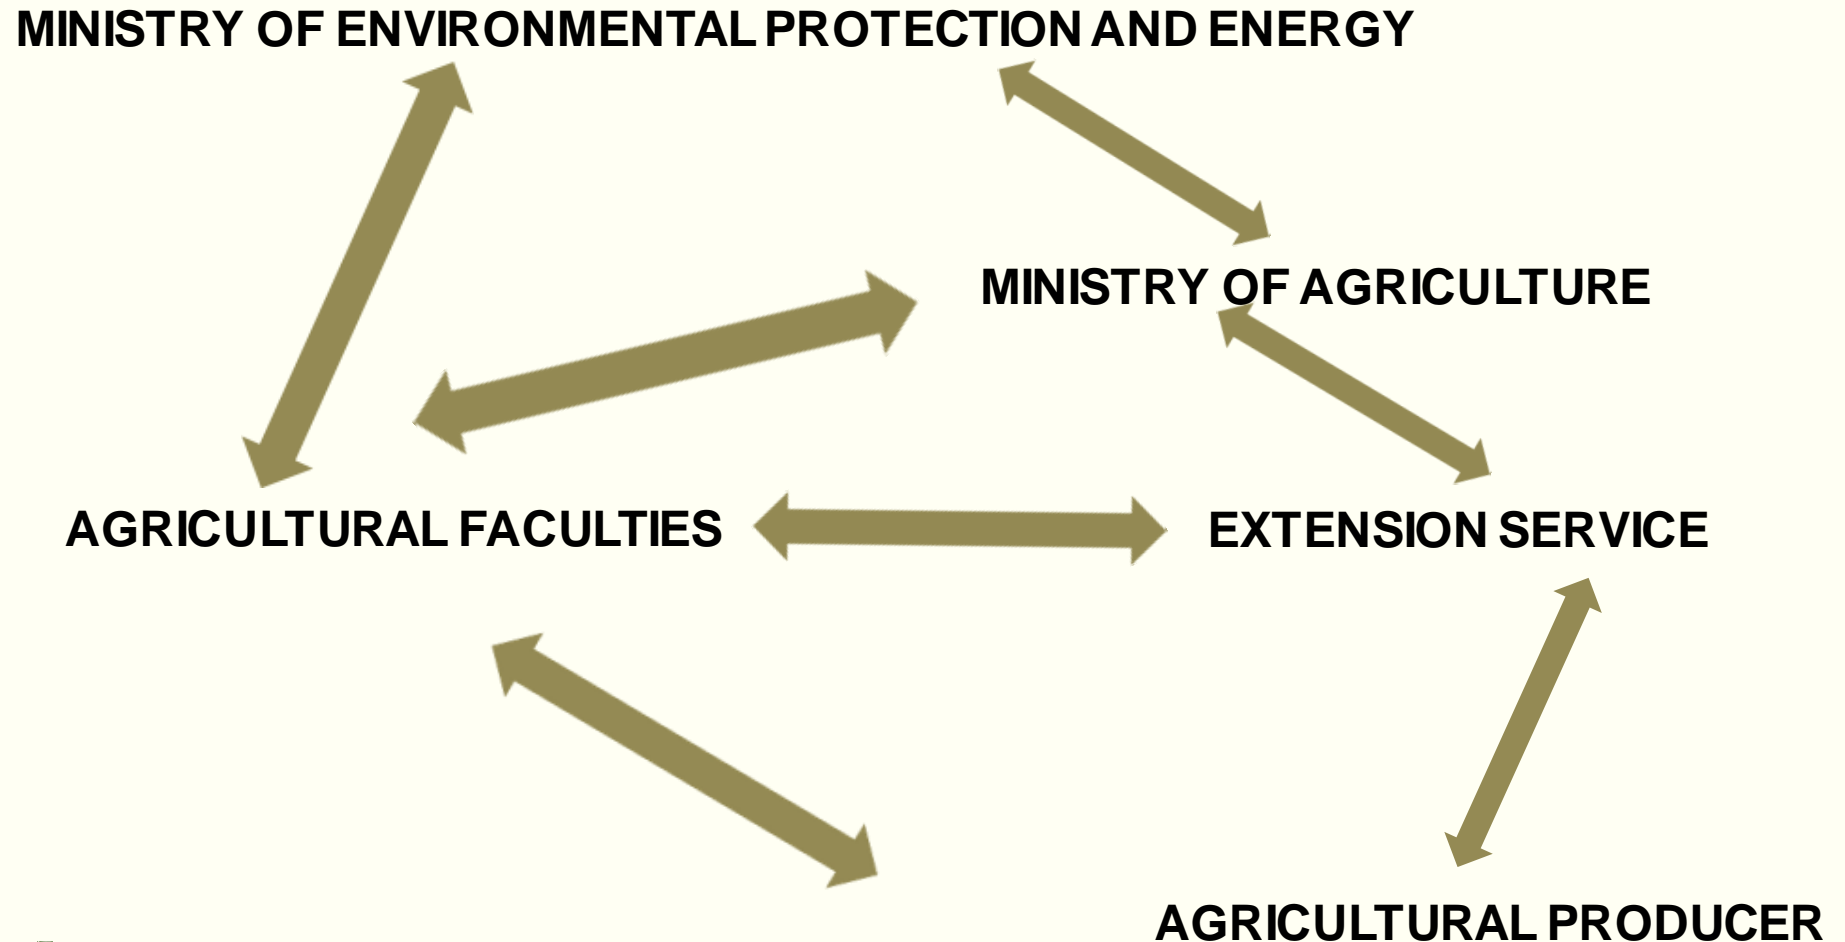 MINISTRY OF ENVIRONMENTAL PROTECTION AND ENERGY
MINISTRY OF AGRICULTURE
AGRICULTURAL FACULTIES
EXTENSION SERVICE
AGRICULTURAL PRODUCER